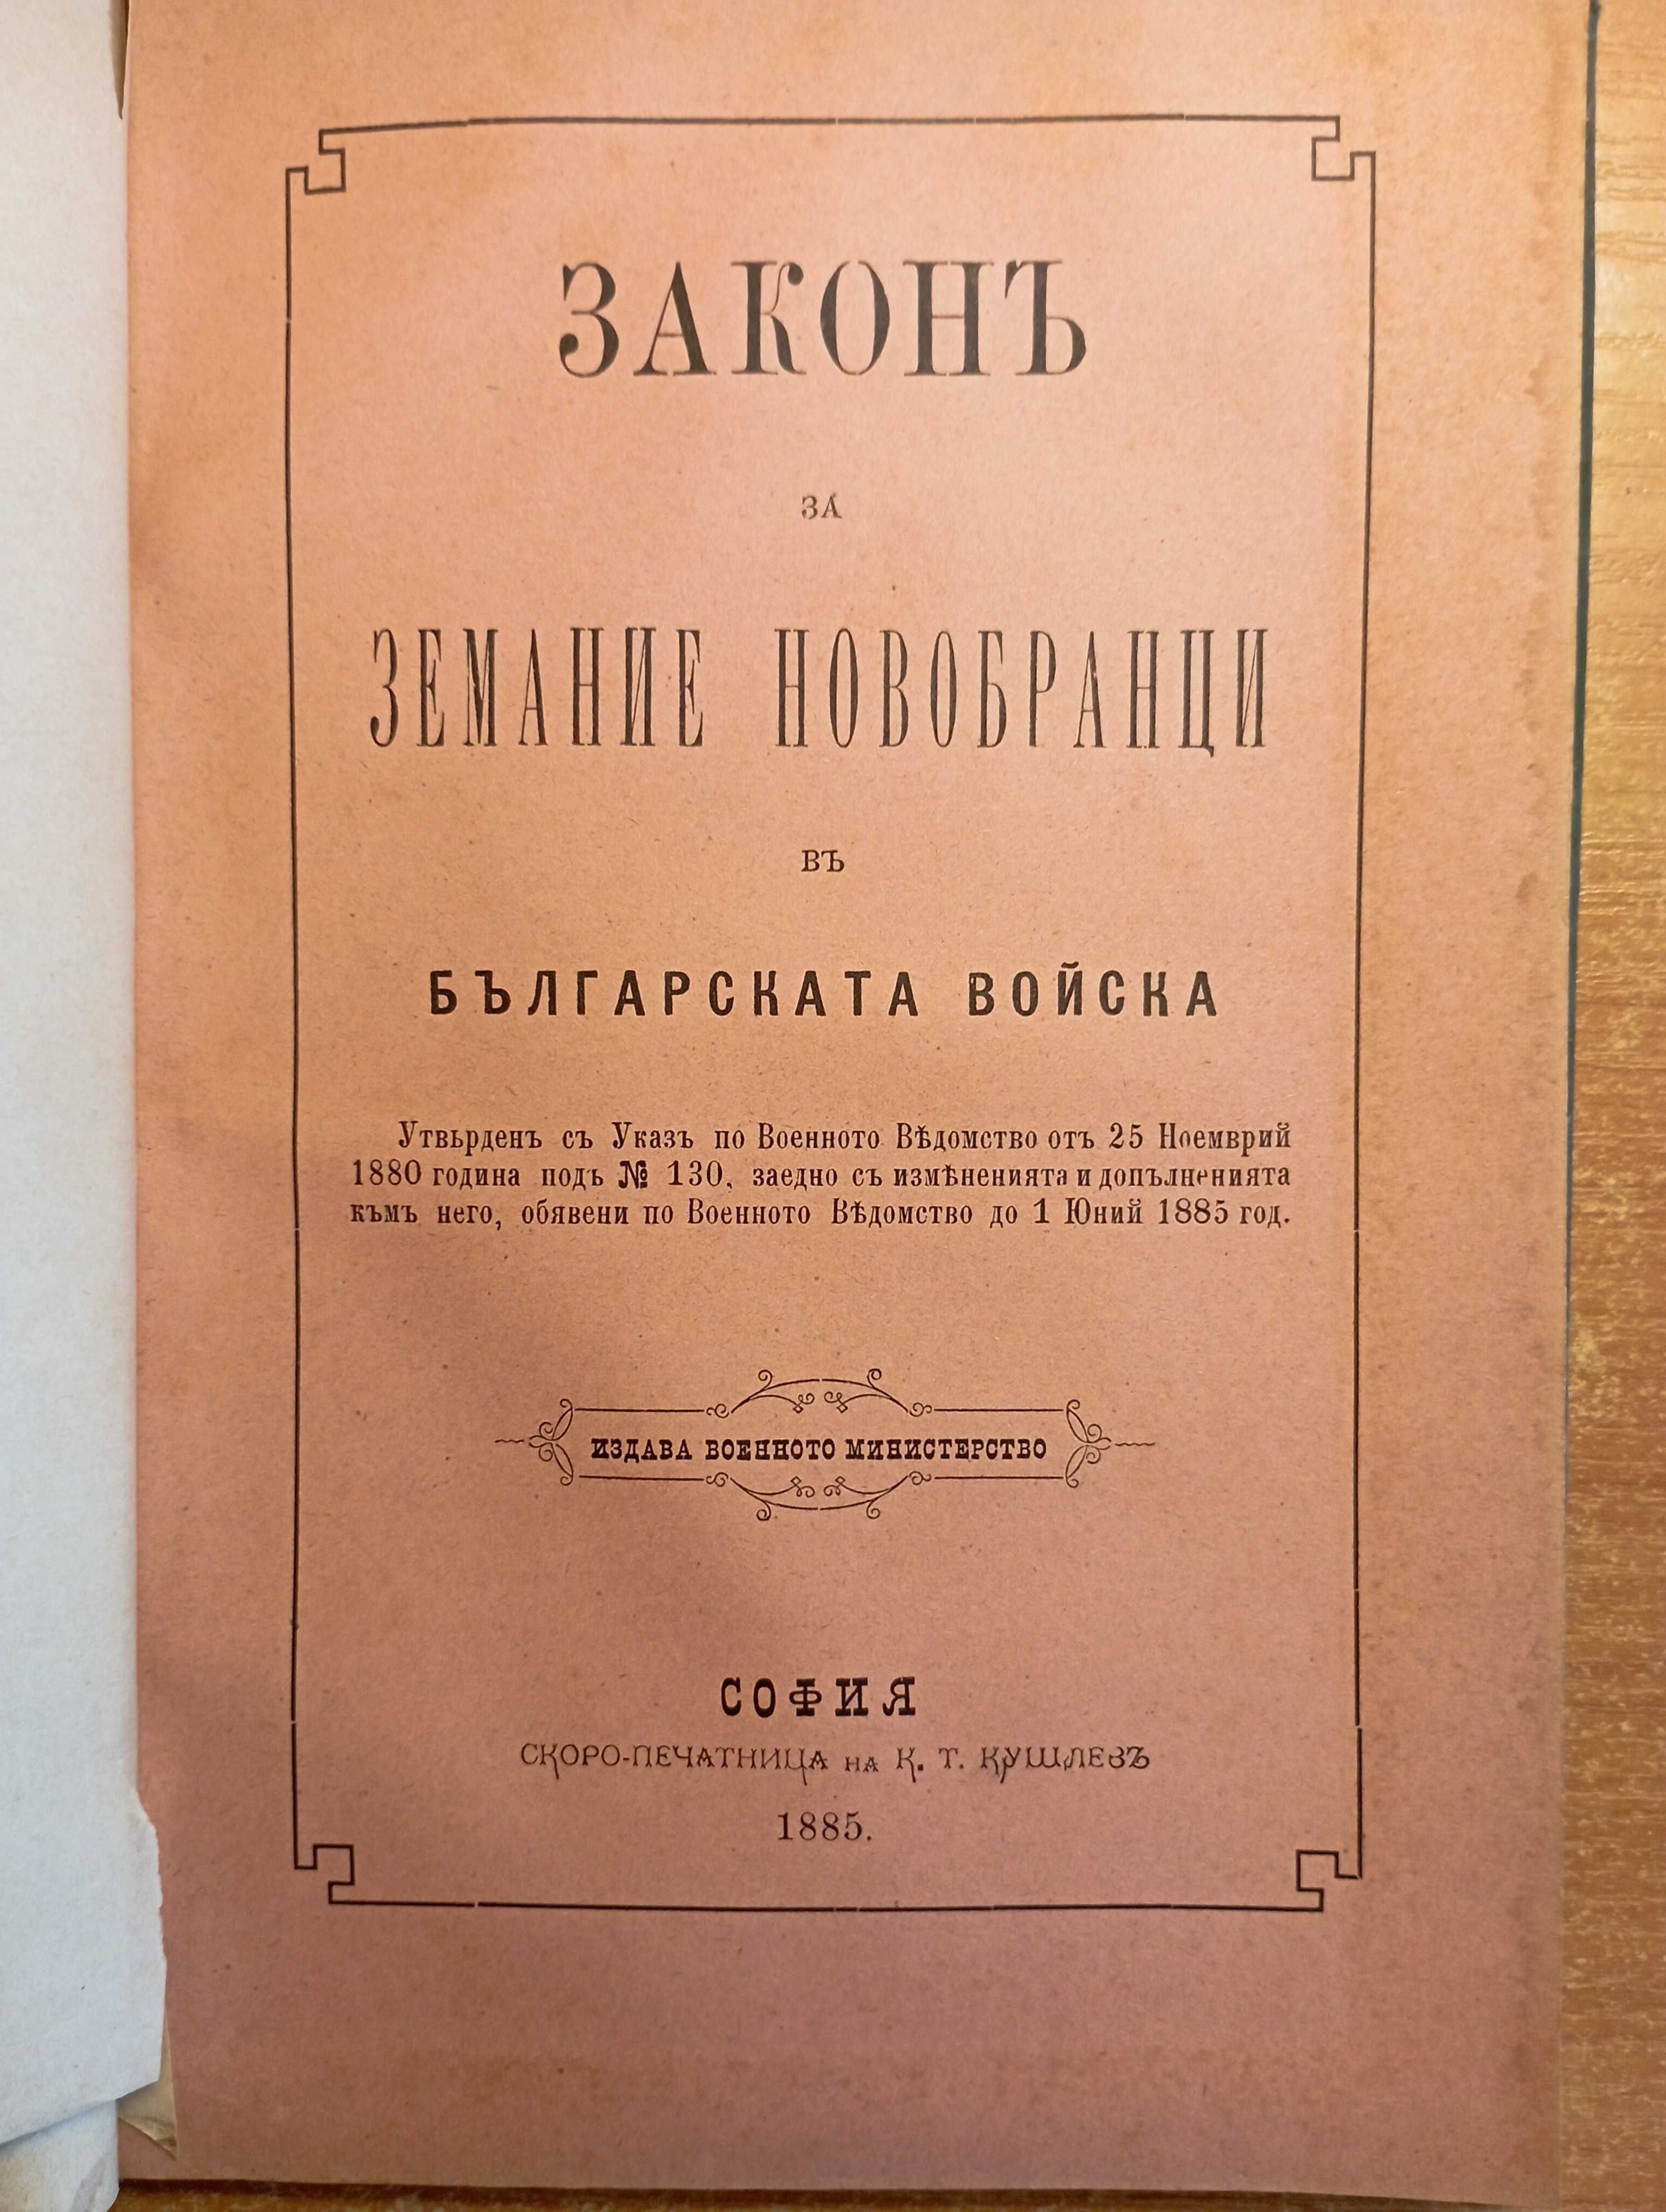 ЗАКОНЪ
ЗА
ЗЕМАНИЕ НОВОБРАНЦИ
ВЪ
БЪЛГАРСКАТА ВОЙСКА
Утвьрденъ съ Указъ по Военното Вѣдомство отъ 25 Ноемврий
1880 година подъ № 130, заедно съ измѣненията и допълненията
къмъ него, обявени по Военното Вѣдомство до 1 Юний 1885 год.
ИЗДАВА ВОЕННОТО МИНИСТЕРСТВО
СОФИЯ
СКОРО-ПЕЧАТНИЦА НА К. Т. КУШЛЕВЪ
1885.